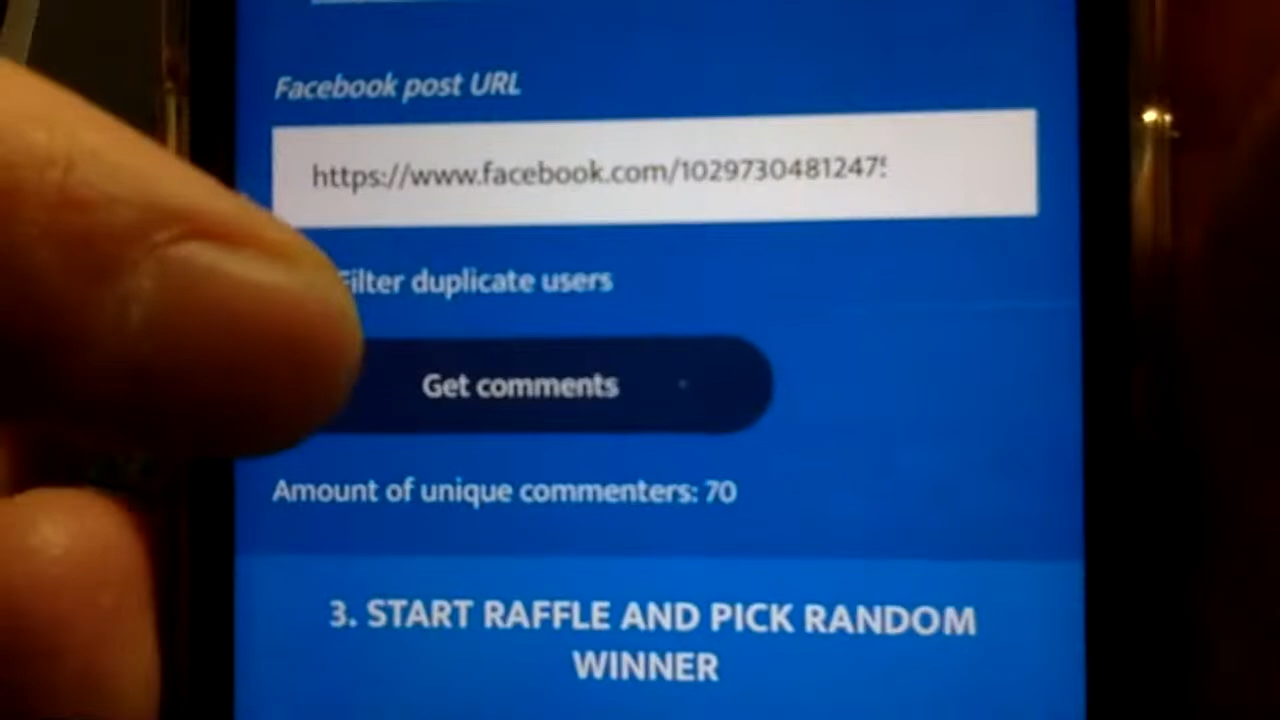 Facebook post URL
https://www.facebook.com/1029730481247
Filter duplicate users
Get comments
Amount of unique commenters: 70
3. START RAFFLE AND PICK RANDOM
WINNER